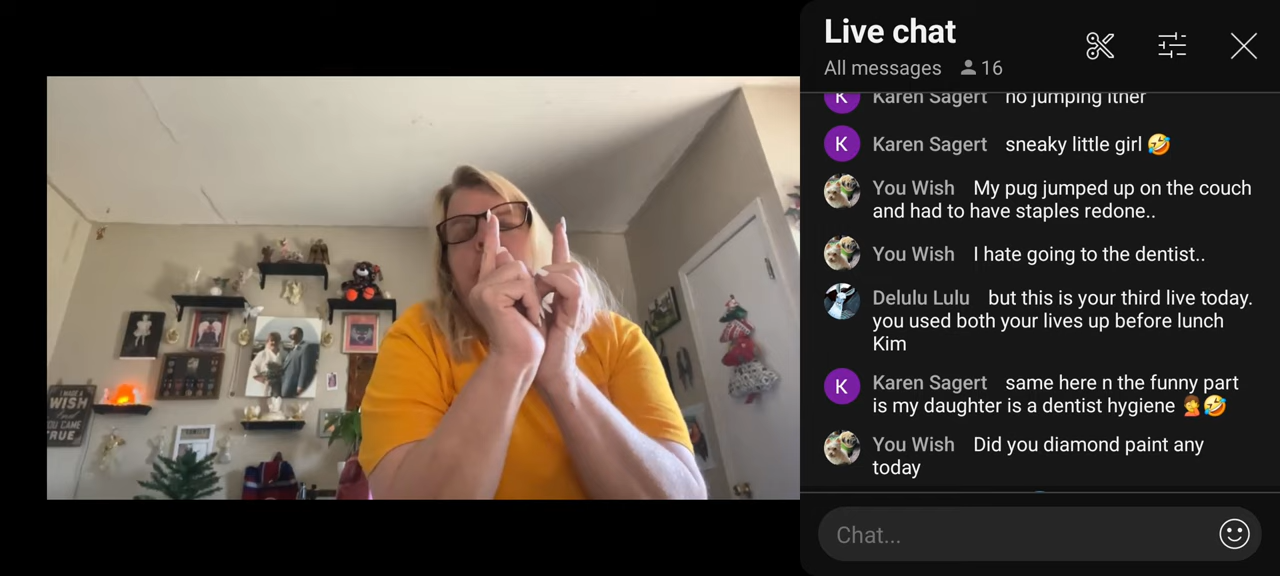 Live chat
All messages 16
K Karen Sagert no jumping ither
K Karen Sagert sneaky little girl 🤣
You Wish My pug jumped up on the couch
and had to have staples redone..
You Wish I hate going to the dentist..
Delulu Lulu but this is your third live today.
you used both your lives up before lunch
Kim
K Karen Sagert same here n the funny part
is my daughter is a dentist hygiene 🤦🤣
You Wish Did you diamond paint any
today
Chat...
I MADE A
WISH
And
YOU CAME
TRUE